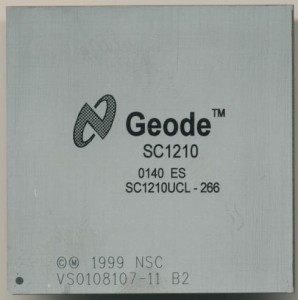 Geode™
SC1210
0140 ES
SC1210UCL-266
©Ⓜ 1999 NSC
VS0108107-11 B2